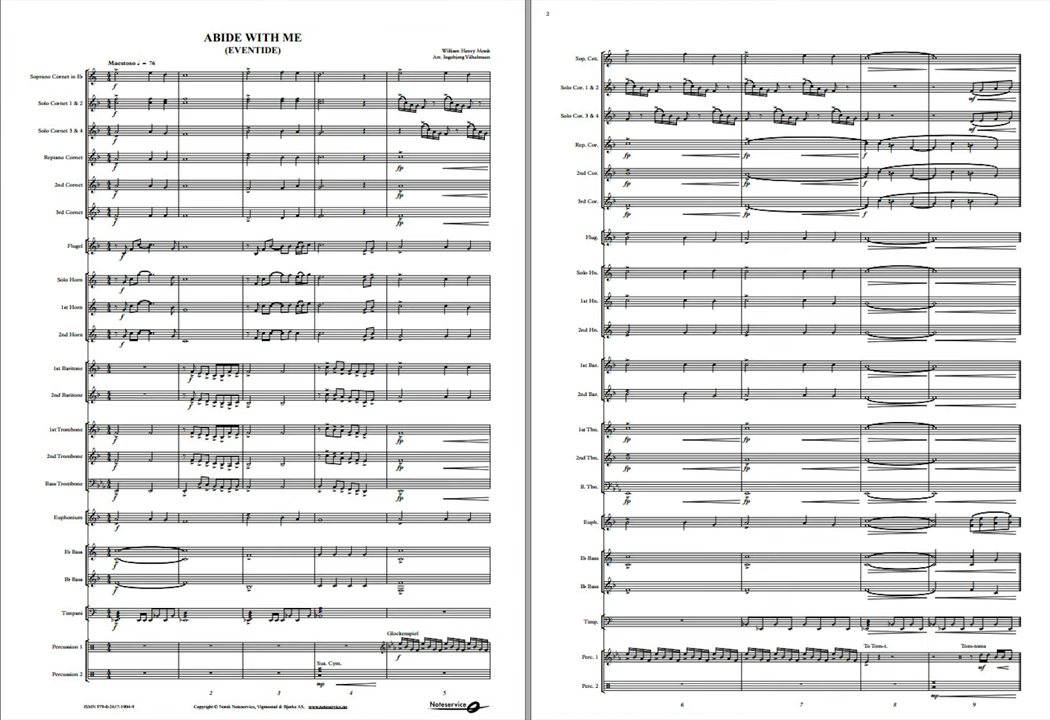 ABIDE WITH ME
(EVENTIDE)
William Henry Monk
Arr. Ingebjørg Vilhelmsen
Maestoso ♩ = 76
Soprano Cornet in Eb
Solo Cornet 1 & 2
Solo Cornet 3 & 4
Repiano Cornet
2nd Cornet
3rd Cornet
Flugel
Solo Horn
1st Horn
2nd Horn
1st Baritone
2nd Baritone
1st Trombone
2nd Trombone
Bass Trombone
Euphonium
Eb Bass
Bb Bass
Timpani
Glockenspiel
Percussion 1
Sus. Cym.
Percussion 2
2 3 4 5
Copyright © Norsk Noteservice, Vigmostad & Bjørke AS. www.noteservice.no
Noteservice
2
Sop. Cnt.
Solo Cor. 1 & 2
Solo Cor. 3 & 4
Rep. Cor.
2nd Cor.
3rd Cor.
Flug.
Solo Hn.
1st Hn.
2nd Hn.
1st Bar.
2nd Bar.
1st Tbn.
2nd Tbn.
B. Tbn.
Euph.
Eb Bass
Bb Bass
Timp.
To Tom-t. Tom-toms
Perc. 1
Perc. 2
6 7 8 9